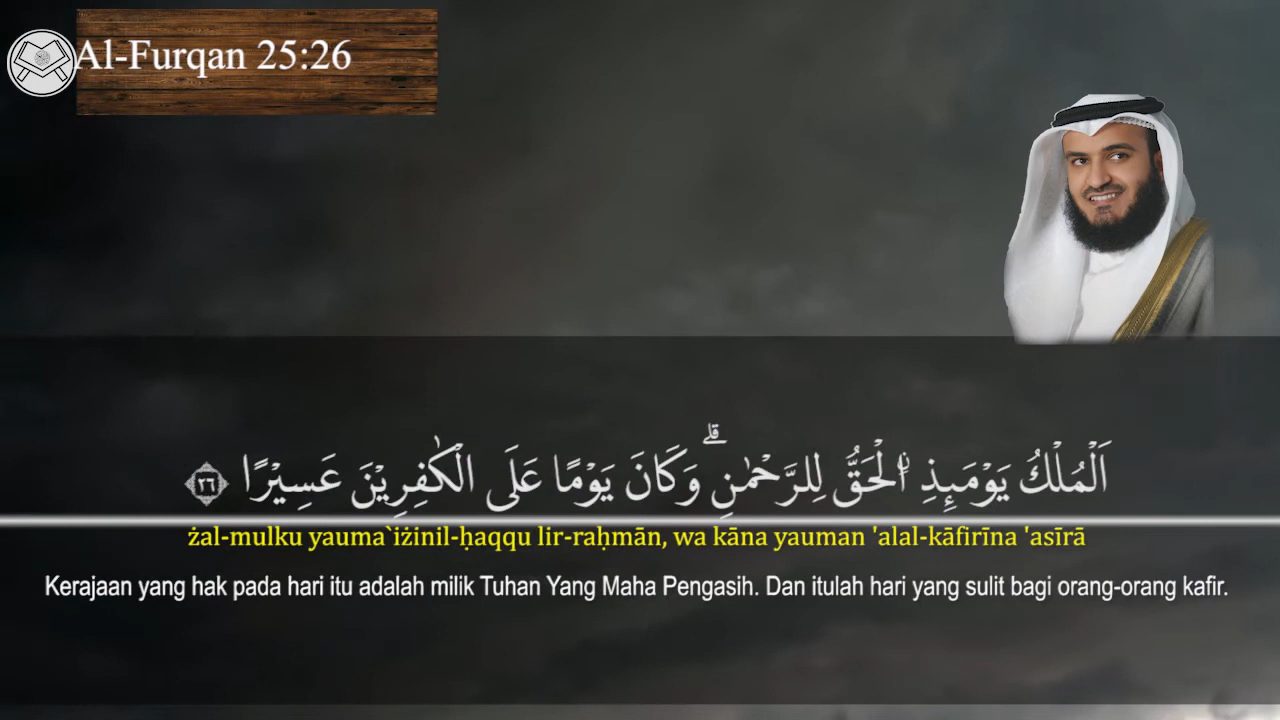 Al-Furqan 25:26
اَلْمُلْكُ يَوْمَىِٕذِ ِۨالْحَقُّ لِلرَّحْمٰنِۗ وَكَانَ يَوْمًا عَلَى الْكٰفِرِيْنَ عَسِيْرًا ٢٦
żal-mulku yauma`iżinil-ḥaqqu lir-raḥmān, wa kāna yauman 'alal-kāfirīna 'asīrā
Kerajaan yang hak pada hari itu adalah milik Tuhan Yang Maha Pengasih. Dan itulah hari yang sulit bagi orang-orang kafir.